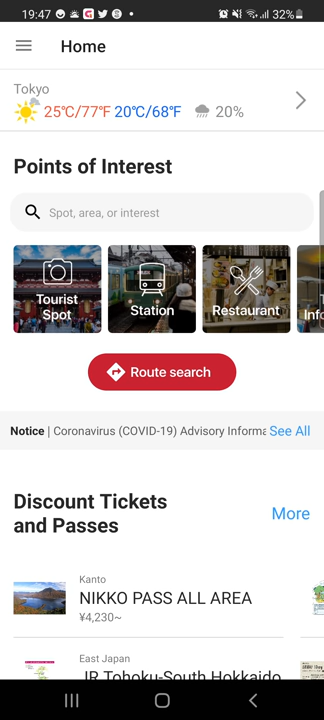 19:47
32%
Home
Tokyo
25℃/77℉ 20℃/68℉ 20%
Points of Interest
Spot, area, or interest
Tourist
Spot
Station
Restaurant
Route search
Notice | Coronavirus (COVID-19) Advisory Informa See All
Discount Tickets
and Passes
More
Kanto
NIKKO PASS ALL AREA
¥4,230~
East Japan
JR Tohoku-South Hokkaido